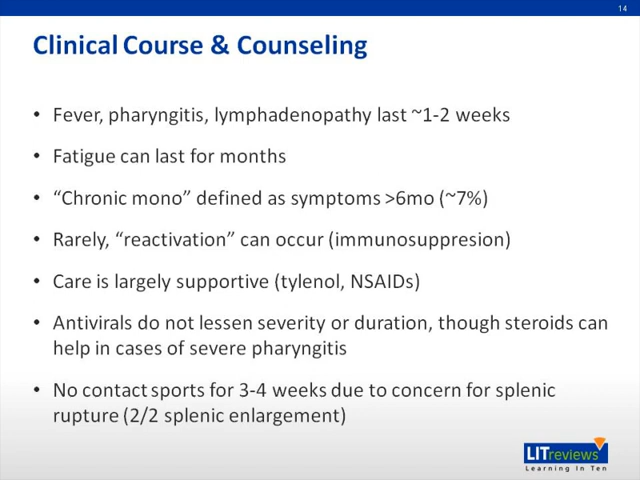 14
Clinical Course & Counseling
• Fever, pharyngitis, lymphadenopathy last ~1-2 weeks
• Fatigue can last for months
• “Chronic mono” defined as symptoms >6mo (~7%)
• Rarely, “reactivation” can occur (immunosuppresion)
• Care is largely supportive (tylenol, NSAIDs)
• Antivirals do not lessen severity or duration, though steroids can
help in cases of severe pharyngitis
• No contact sports for 3-4 weeks due to concern for splenic
rupture (2/2 splenic enlargement)
LITreviews
Learning In Ten